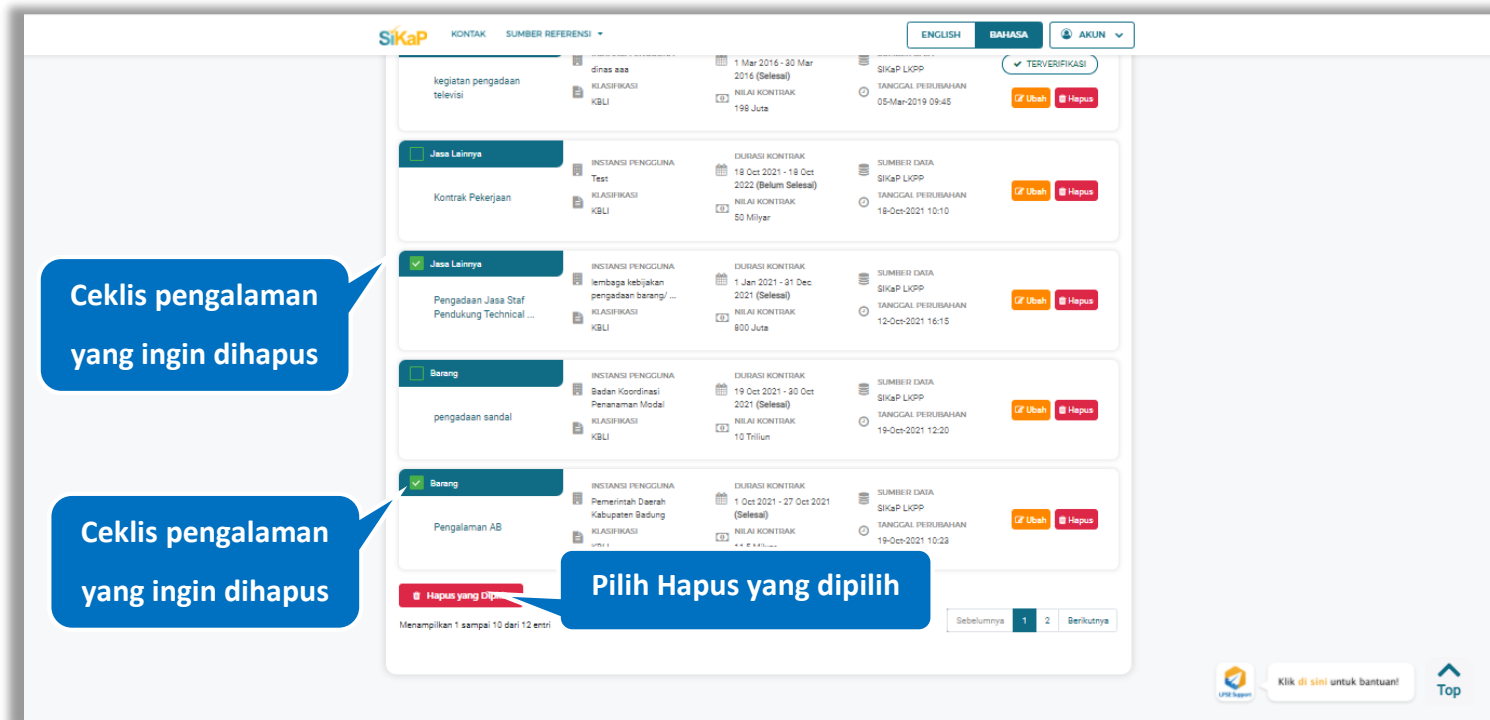 SiKaP KONTAK SUMBER REFERENSI ENGLISH BAHASA AKUN
kegiatan pengadaan televisi
dinas aaa
KLASIFIKASI
KBLI
1 Mar 2016 - 30 Mar
2016 (Selesai)
NILAI KONTRAK
198 Juta
SIKaP LKPP
TANGGAL PERUBAHAN
05-Mar-2019 09:45
TERVERIFIKASI
Ubah Hapus
Jasa Lainnya
Kontrak Pekerjaan
INSTANSI PENGGUNA
Test
KLASIFIKASI
KBLI
DURASI KONTRAK
18 Oct 2021 - 18 Oct
2022 (Belum Selesai)
NILAI KONTRAK
50 Milyar
SUMBER DATA
SIKaP LKPP
TANGGAL PERUBAHAN
18-Oct-2021 10:10
Ubah Hapus
Ceklis pengalaman
yang ingin dihapus
Jasa Lainnya
Pengadaan Jasa Staf
Pendukung Technical ...
INSTANSI PENGGUNA
lembaga kebijakan
pengadaan barang/ ...
KLASIFIKASI
KBLI
DURASI KONTRAK
1 Jan 2021 - 31 Dec
2021 (Selesai)
NILAI KONTRAK
800 Juta
SUMBER DATA
SIKaP LKPP
TANGGAL PERUBAHAN
12-Oct-2021 16:15
Ubah Hapus
Barang
pengadaan sandal
INSTANSI PENGGUNA
Badan Koordinasi
Penanaman Modal
KLASIFIKASI
KBLI
DURASI KONTRAK
19 Oct 2021 - 30 Oct
2021 (Selesai)
NILAI KONTRAK
10 Triliun
SUMBER DATA
SIKaP LKPP
TANGGAL PERUBAHAN
19-Oct-2021 12:20
Ubah Hapus
Ceklis pengalaman
yang ingin dihapus
Barang
Pengalaman AB
INSTANSI PENGGUNA
Pemerintah Daerah
Kabupaten Badung
KLASIFIKASI
DURASI KONTRAK
1 Oct 2021 - 27 Oct 2021
(Selesai)
NILAI KONTRAK
SUMBER DATA
SIKaP LKPP
TANGGAL PERUBAHAN
19-Oct-2021 10:23
Ubah Hapus
Pilih Hapus yang dipilih
Hapus yang
Menampilkan 1 sampai 10 dari 12 entri
Sebelumnya 1 2 Berikutnya
LPSE Support
Klik di sini untuk bantuan!
Top